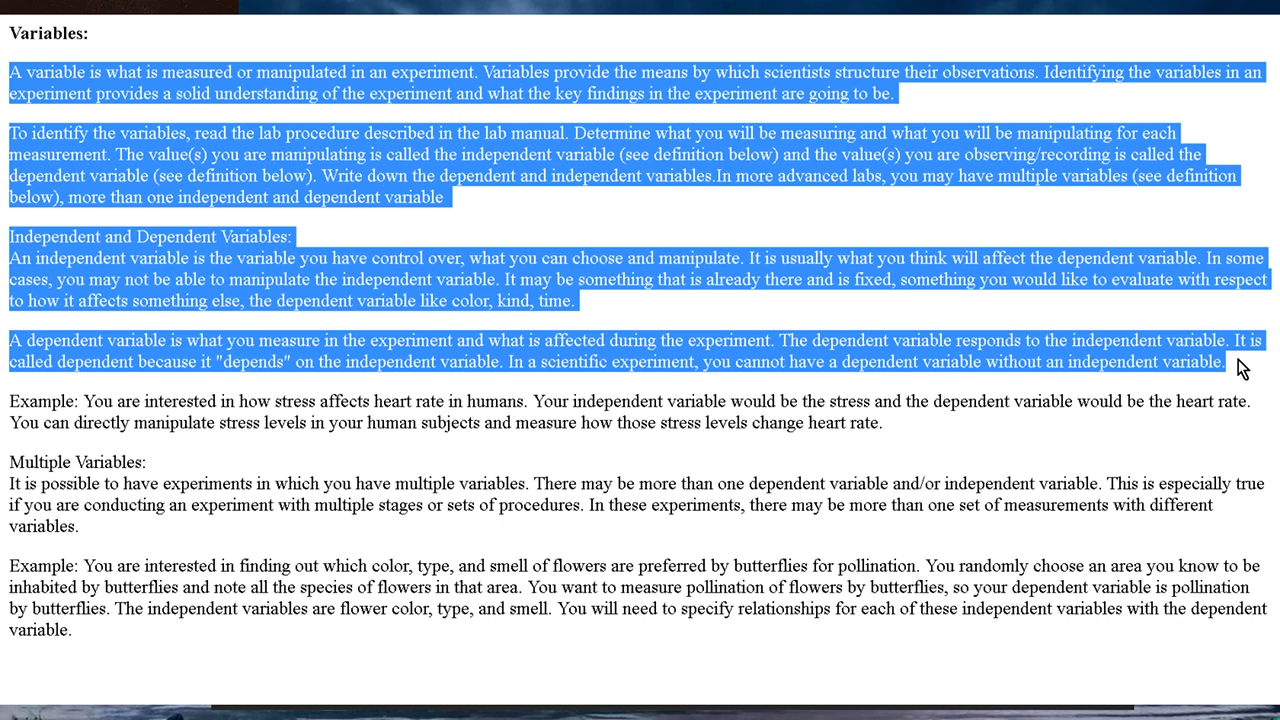 Variables:
A variable is what is measured or manipulated in an experiment. Variables provide the means by which scientists structure their observations. Identifying the variables in an
experiment provides a solid understanding of the experiment and what the key findings in the experiment are going to be.
To identify the variables, read the lab procedure described in the lab manual. Determine what you will be measuring and what you will be manipulating for each
measurement. The value(s) you are manipulating is called the independent variable (see definition below) and the value(s) you are observing/recording is called the
dependent variable (see definition below). Write down the dependent and independent variables.In more advanced labs, you may have multiple variables (see definition
below), more than one independent and dependent variable
Independent and Dependent Variables:
An independent variable is the variable you have control over, what you can choose and manipulate. It is usually what you think will affect the dependent variable. In some
cases, you may not be able to manipulate the independent variable. It may be something that is already there and is fixed, something you would like to evaluate with respect
to how it affects something else, the dependent variable like color, kind, time.
A dependent variable is what you measure in the experiment and what is affected during the experiment. The dependent variable responds to the independent variable. It is
called dependent because it "depends" on the independent variable. In a scientific experiment, you cannot have a dependent variable without an independent variable.
Example: You are interested in how stress affects heart rate in humans. Your independent variable would be the stress and the dependent variable would be the heart rate.
You can directly manipulate stress levels in your human subjects and measure how those stress levels change heart rate.
Multiple Variables:
It is possible to have experiments in which you have multiple variables. There may be more than one dependent variable and/or independent variable. This is especially true
if you are conducting an experiment with multiple stages or sets of procedures. In these experiments, there may be more than one set of measurements with different
variables.
Example: You are interested in finding out which color, type, and smell of flowers are preferred by butterflies for pollination. You randomly choose an area you know to be
inhabited by butterflies and note all the species of flowers in that area. You want to measure pollination of flowers by butterflies, so your dependent variable is pollination
by butterflies. The independent variables are flower color, type, and smell. You will need to specify relationships for each of these independent variables with the dependent
variable.